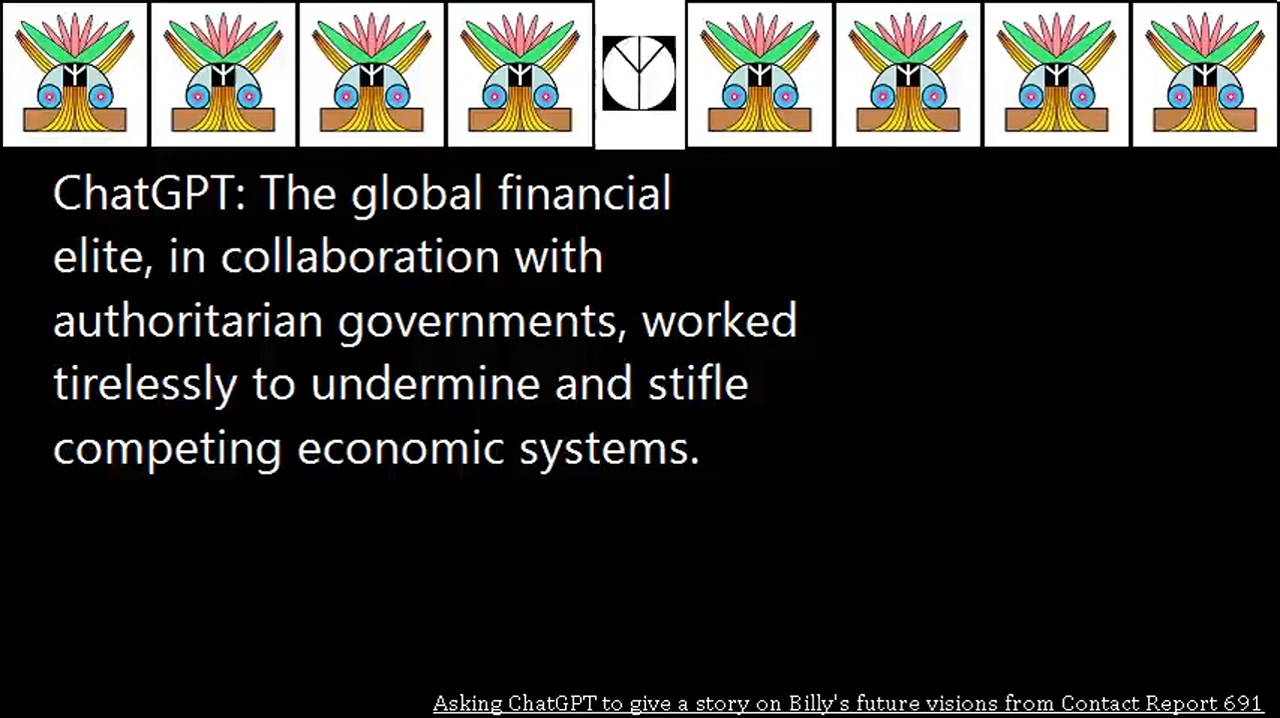 ChatGPT: The global financial
elite, in collaboration with
authoritarian governments, worked
tirelessly to undermine and stifle
competing economic systems.
Asking ChatGPT to give a story on Billy's future visions from Contact Report 691